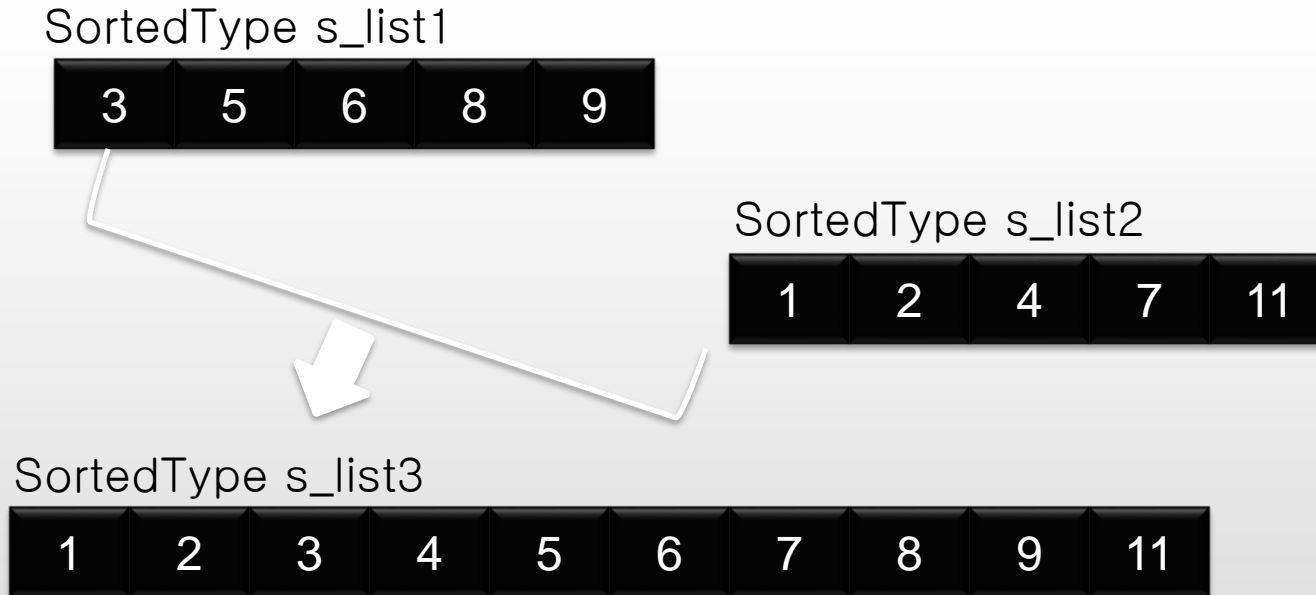 SortedType s_list1
3 5 6 8 9
SortedType s_list2
1 2 4 7 11
SortedType s_list3
1 2 3 4 5 6 7 8 9 11